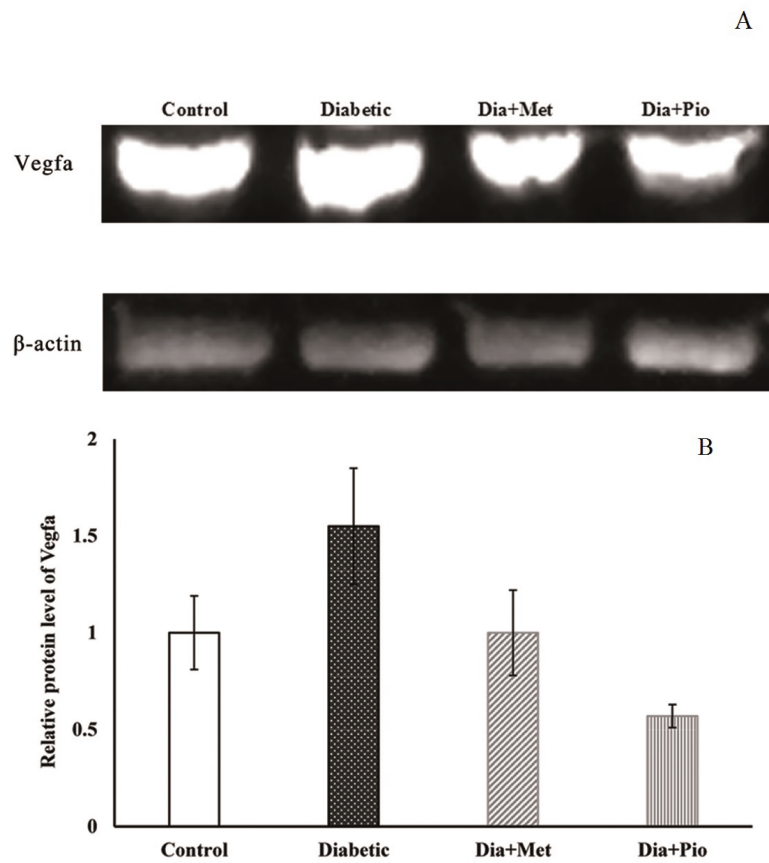 A
Control Diabetic Dia+Met Dia+Pio
Vegfa
β-actin
B
Relative protein level of Vegfa
2
1.5
1
0.5
0
Control Diabetic Dia+Met Dia+Pio